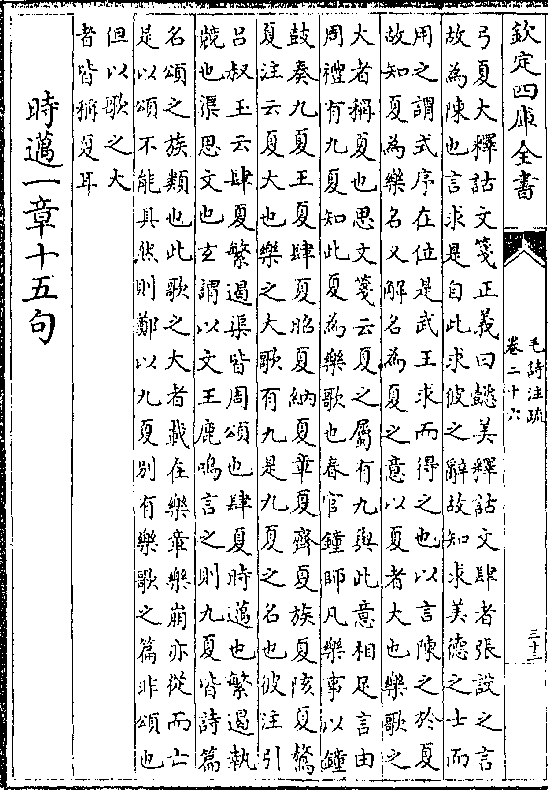 欽定四庫全書
毛詩注疏
卷二十六
三十三
弓夏大釋詁文箋正義曰懿美釋詁文肆者張設之言
故為陳也言求是自此求彼之辭故知求美德之士而
用之謂式序在位是武王求而得之也以言陳之於夏
故知夏為樂名又解名為夏之意以夏者大也樂歌之
大者稱夏也思文箋云夏之屬有九與此意相足言由
周禮有九夏知此夏為樂歌也春官鐘師凡樂事以鐘
鼓奏九夏王夏肆夏昭夏納夏章夏齊夏族夏陔夏驁
夏注云夏大也樂之大歌有九是九夏之名也彼注引
呂叔玉云肆夏繁遏渠皆周頌也肆夏時邁也繁遏執
競也渠思文也玄謂以文王鹿鳴言之則九夏皆詩篇
名頌之族類也此歌之大者載在樂章樂崩亦從而亡
是以頌不能具然則鄭以九夏別有樂歌之篇非頌也
但以歌之大
者皆稱夏耳
時邁一章十五句